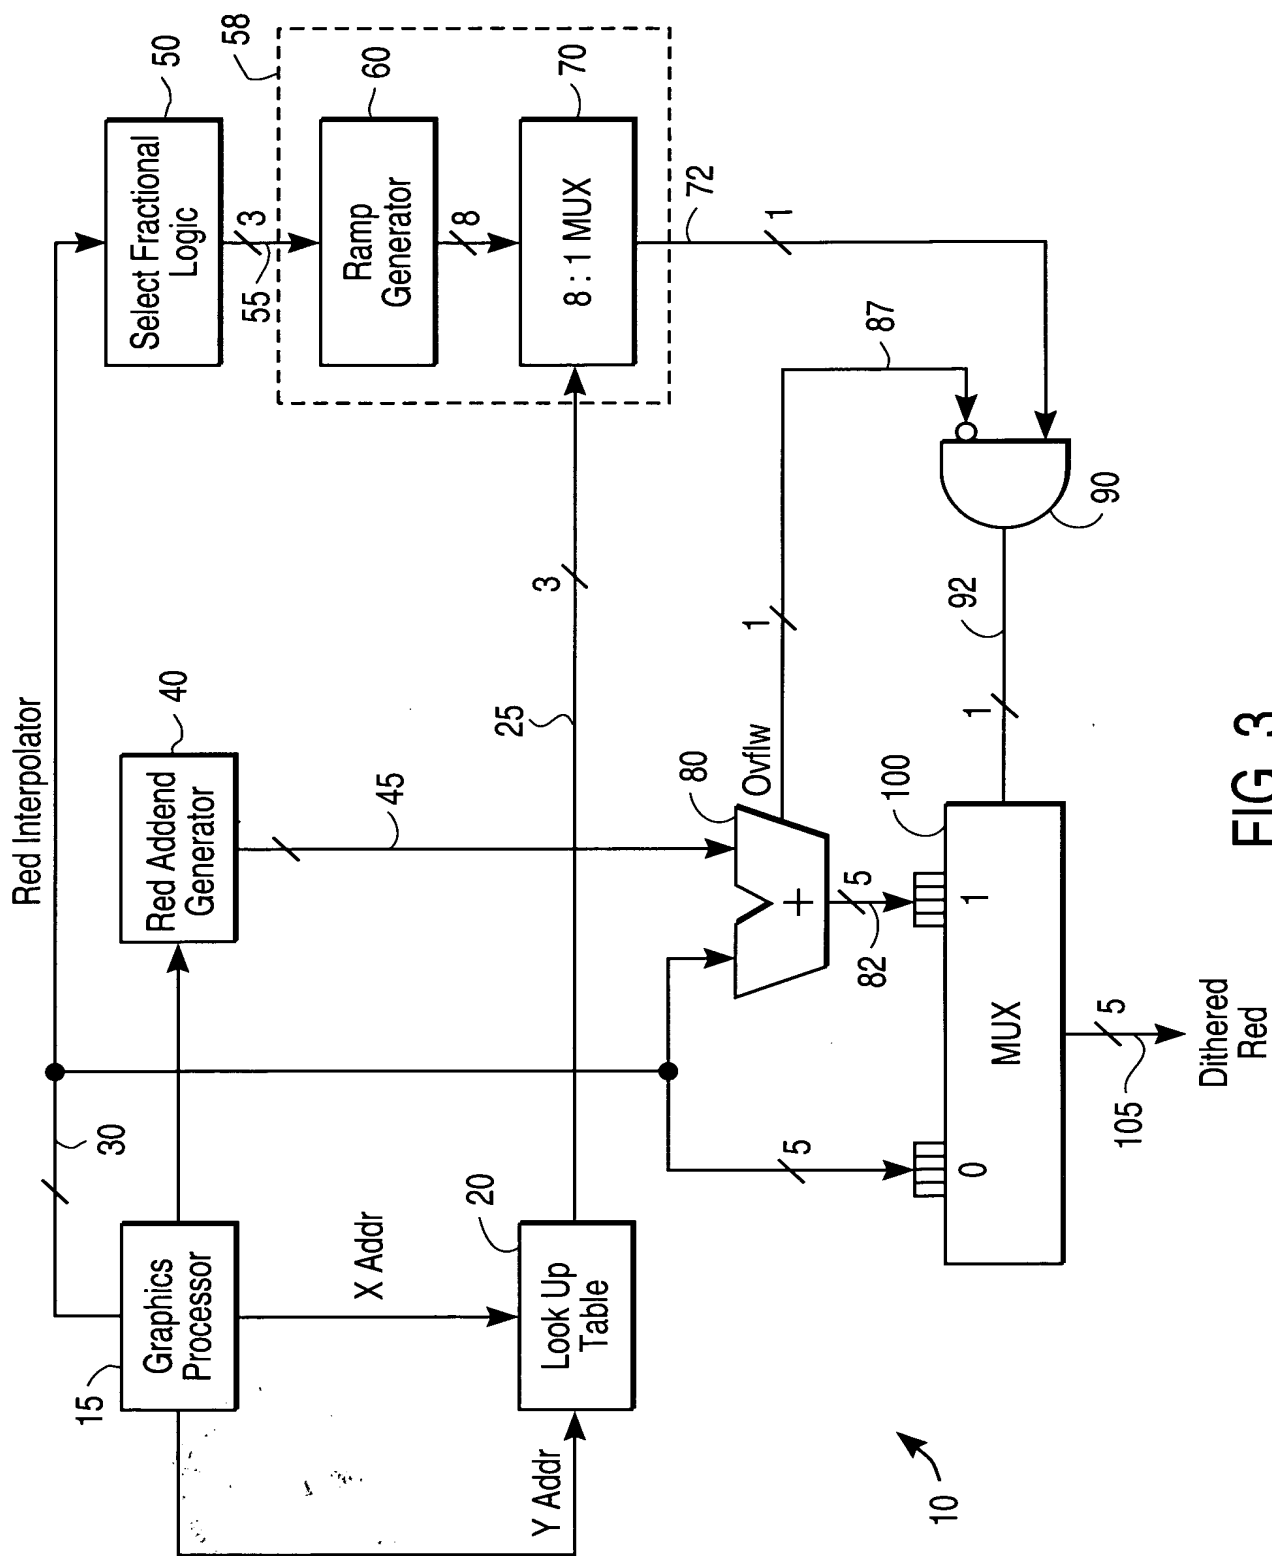 Red Interpolator
30
15
Graphics
Processor
Red Addend
Generator
40
Select Fractional
Logic
50
3
55
58
Ramp
Generator
60
8
8 : 1 MUX
70
45
X Addr
Y Addr
Look Up
Table
20
25
3
72
1
80
+
Ovflw
1
87
5
82
5
90
92
1
100
0
1
MUX
5
105
Dithered
Red
10
FIG. 3